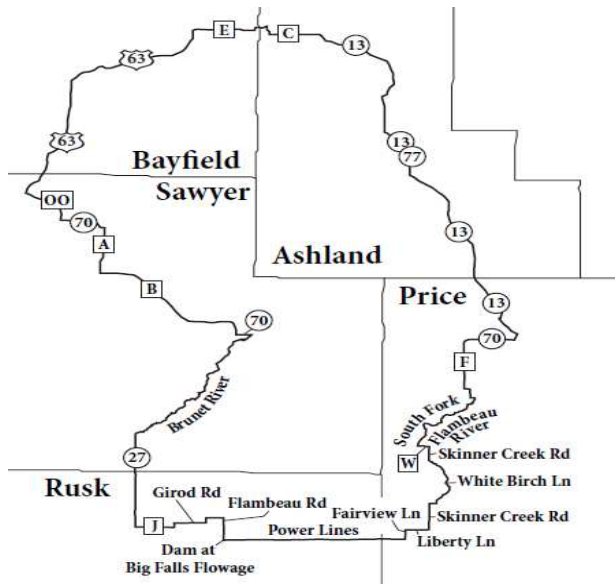 E
C
13
63
63
13
77
Bayfield
Sawyer
OO
70
A
13
Ashland
B
Price
13
70
70
F
Brunet River
South Fork
Flambeau
River
W
27
Skinner Creek Rd
Rusk
White Birch Ln
Girod Rd
Flambeau Rd
Fairview Ln
Skinner Creek Rd
J
Power Lines
Liberty Ln
Dam at
Big Falls Flowage